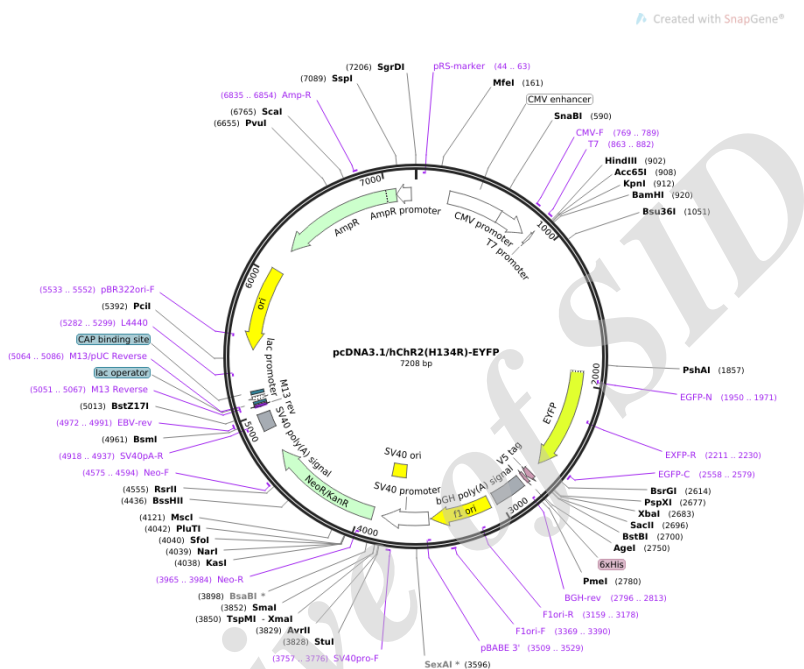 Created with SnapGene®
(7206) SgrDI
(7089) SspI
(6835 .. 6854) Amp-R
(6765) ScaI
(6655) PvuI
pRS-marker (44 .. 63)
MfeI (161)
CMV enhancer
SnaBI (590)
CMV-F (769 .. 789)
T7 (863 .. 882)
HindIII (902)
Acc65I (908)
KpnI (912)
BamHI (920)
Bsu36I (1051)
7000
AmpR promoter
AmpR
CMV promoter
T7 promoter
1000
6000
ori
(5533 .. 5552) pBR322ori-F
(5392) PciI
(5282 .. 5299) L4440
CAP binding site
(5064 .. 5086) M13/pUC Reverse
lac operator
(5051 .. 5067) M13 Reverse
(5013) BstZ17I
(4972 .. 4991) EBV-rev
(4961) BsmI
(4918 .. 4937) SV40pA-R
(4575 .. 4594) Neo-F
(4555) RsrII
(4436) BssHII
(4121) MscI
(4042) PluTI
(4040) SfoI
(4039) NarI
(4038) KasI
(3965 .. 3984) Neo-R
(3898) BsaBI *
(3852) SmaI
(3850) TspMI - XmaI
(3829) AvrII
(3828) StuI
(3757 .. 3776) SV40pro-F
lac promoter
M13 rev
SV40 poly(A) signal
5000
pcDNA3.1/hChR2(H134R)-EYFP
7208 bp
PshAI (1857)
2000
EGFP-N (1950 .. 1971)
EYFP
EXFP-R (2211 .. 2230)
EGFP-C (2558 .. 2579)
BsrGI (2614)
PspXI (2677)
XbaI (2683)
SacII (2696)
BstBI (2700)
AgeI (2750)
6xHis
PmeI (2780)
BGH-rev (2796 .. 2813)
F1ori-R (3159 .. 3178)
F1ori-F (3369 .. 3390)
pBABE 3' (3509 .. 3529)
SexAI * (3596)
V5 tag
bGH poly(A) signal
3000
f1 ori
SV40 ori
SV40 promoter
NeoR/KanR
4000
ive of SID